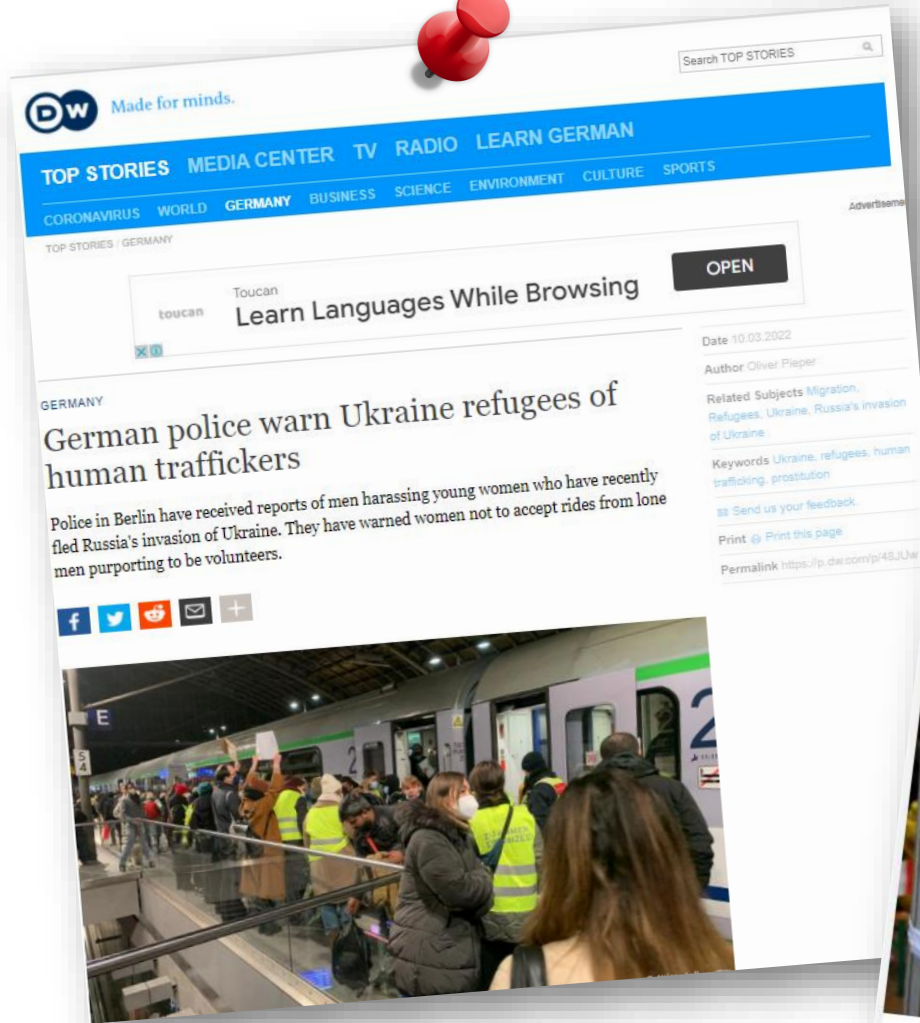 DW Made for minds.
Search TOP STORIES
TOP STORIES MEDIA CENTER TV RADIO LEARN GERMAN
CORONAVIRUS WORLD GERMANY BUSINESS SCIENCE ENVIRONMENT CULTURE SPORTS
TOP STORIES / GERMANY
Advertiseme
toucan
Toucan
Learn Languages While Browsing
OPEN
GERMANY
German police warn Ukraine refugees of
human traffickers
Police in Berlin have received reports of men harassing young women who have recently
fled Russia's invasion of Ukraine. They have warned women not to accept rides from lone
men purporting to be volunteers.
Date 10.03.2022
Author Oliver Pieper
Related Subjects Migration,
Refugees, Ukraine, Russia's invasion
of Ukraine
Keywords Ukraine, refugees, human
trafficking, prostitution
Send us your feedback.
Print Print this page
Permalink https://p.dw.com/p/48JUw
E
5
4
2
2